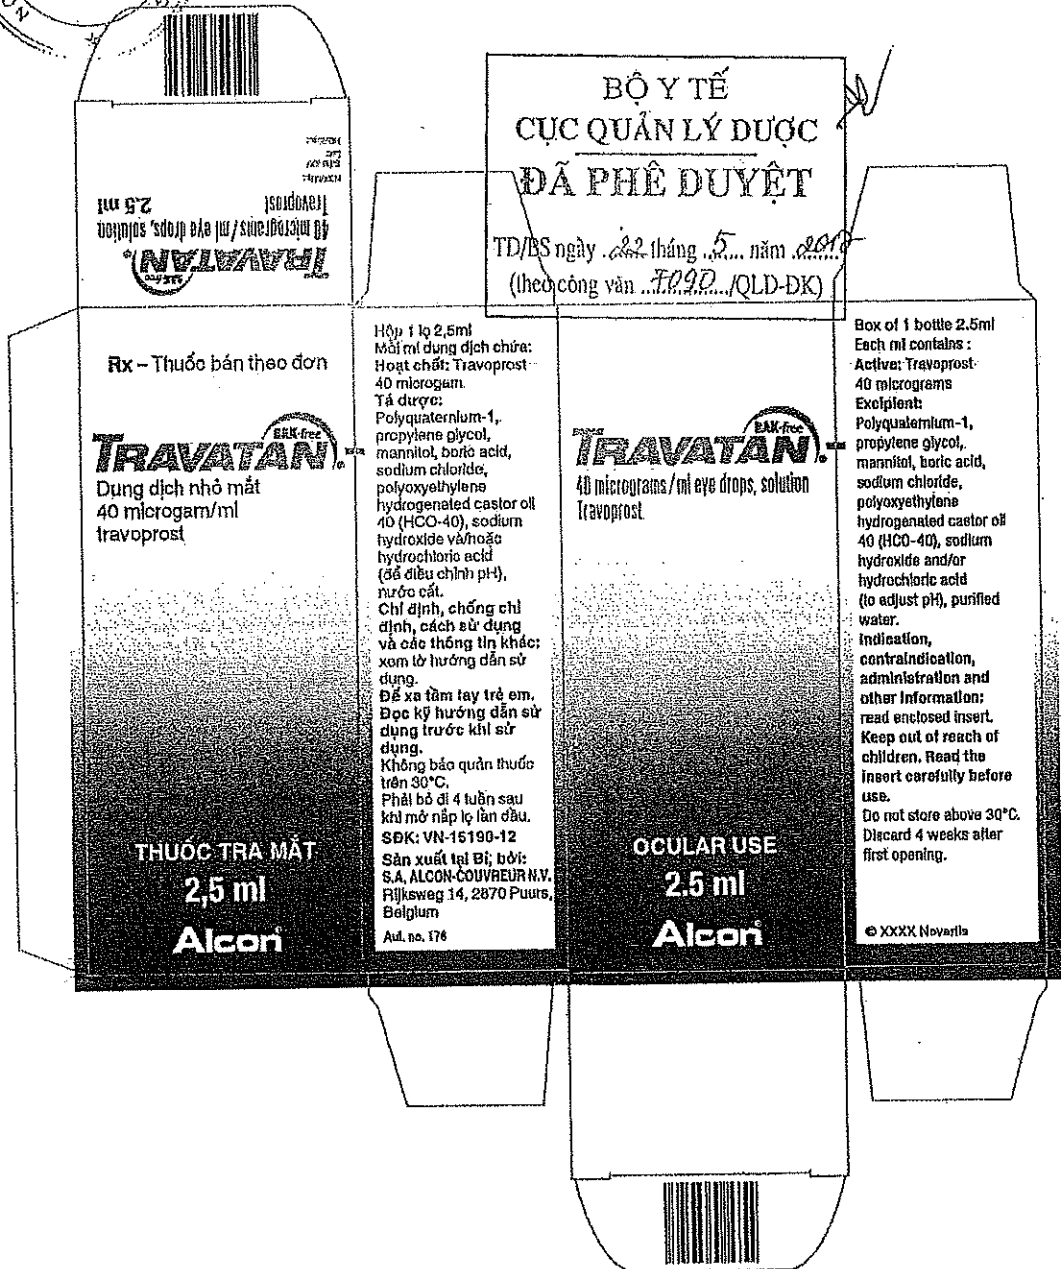 BỘ Y TẾ
CỤC QUẢN LÝ DƯỢC
ĐÃ PHÊ DUYỆT
TD/BS ngày .22.tháng .5.... năm .2017
(theo công văn ..7090..../QLD-ĐK)
TRAVATAN®
40 micrograms/ml eye drops, solution
Travoprost
2.5 ml
Rx – Thuốc bán theo đơn
BAK-free
TRAVATAN®
Dung dịch nhỏ mắt
40 microgam/ml
travoprost
THUỐC TRA MẮT
2,5 ml
Alcon®
Hộp 1 lọ 2,5ml
Mỗi ml dung dịch chứa:
Hoạt chất: Travoprost
40 microgam.
Tá dược:
Polyquaternium-1,
propylene glycol,
mannitol, boric acid,
sodium chloride,
polyoxyethylene
hydrogenated castor oil
40 (HCO-40), sodium
hydroxide và/hoặc
hydrochloric acid
(để điều chỉnh pH),
nước cất.
Chỉ định, chống chỉ
định, cách sử dụng
và các thông tin khác:
xem tờ hướng dẫn sử
dụng.
Để xa tầm tay trẻ em.
Đọc kỹ hướng dẫn sử
dụng trước khi sử
dụng.
Không bảo quản thuốc
trên 30°C.
Phải bỏ đi 4 tuần sau
khi mở nắp lọ lần đầu.
SĐK: VN-15190-12
Sản xuất tại Bỉ; bởi:
S.A. ALCON-COUVREUR N.V.
Rijksweg 14, 2870 Puurs,
Belgium
Aut. no. 176
BAK-free
TRAVATAN®
40 micrograms/ml eye drops, solution
Travoprost
OCULAR USE
2.5 ml
Alcon®
Box of 1 bottle 2.5ml
Each ml contains :
Active: Travoprost
40 micrograms
Excipient:
Polyquaternium-1,
propylene glycol,
mannitol, boric acid,
sodium chloride,
polyoxyethylene
hydrogenated castor oil
40 (HCO-40), sodium
hydroxide and/or
hydrochloric acid
(to adjust pH), purified
water.
Indication,
contraindication,
administration and
other information;
read enclosed insert.
Keep out of reach of
children. Read the
insert carefully before
use.
Do not store above 30°C.
Discard 4 weeks after
first opening.
© XXXX Novartis